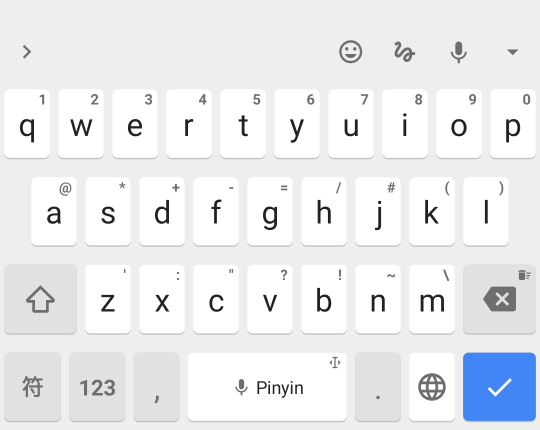 1 2 3 4 5 6 7 8 9 0
q w e r t y u i o p
@ * + - = / # ( )
a s d f g h j k l
' : " ? ! ~ \
z x c v b n m
符 123 , Pinyin .